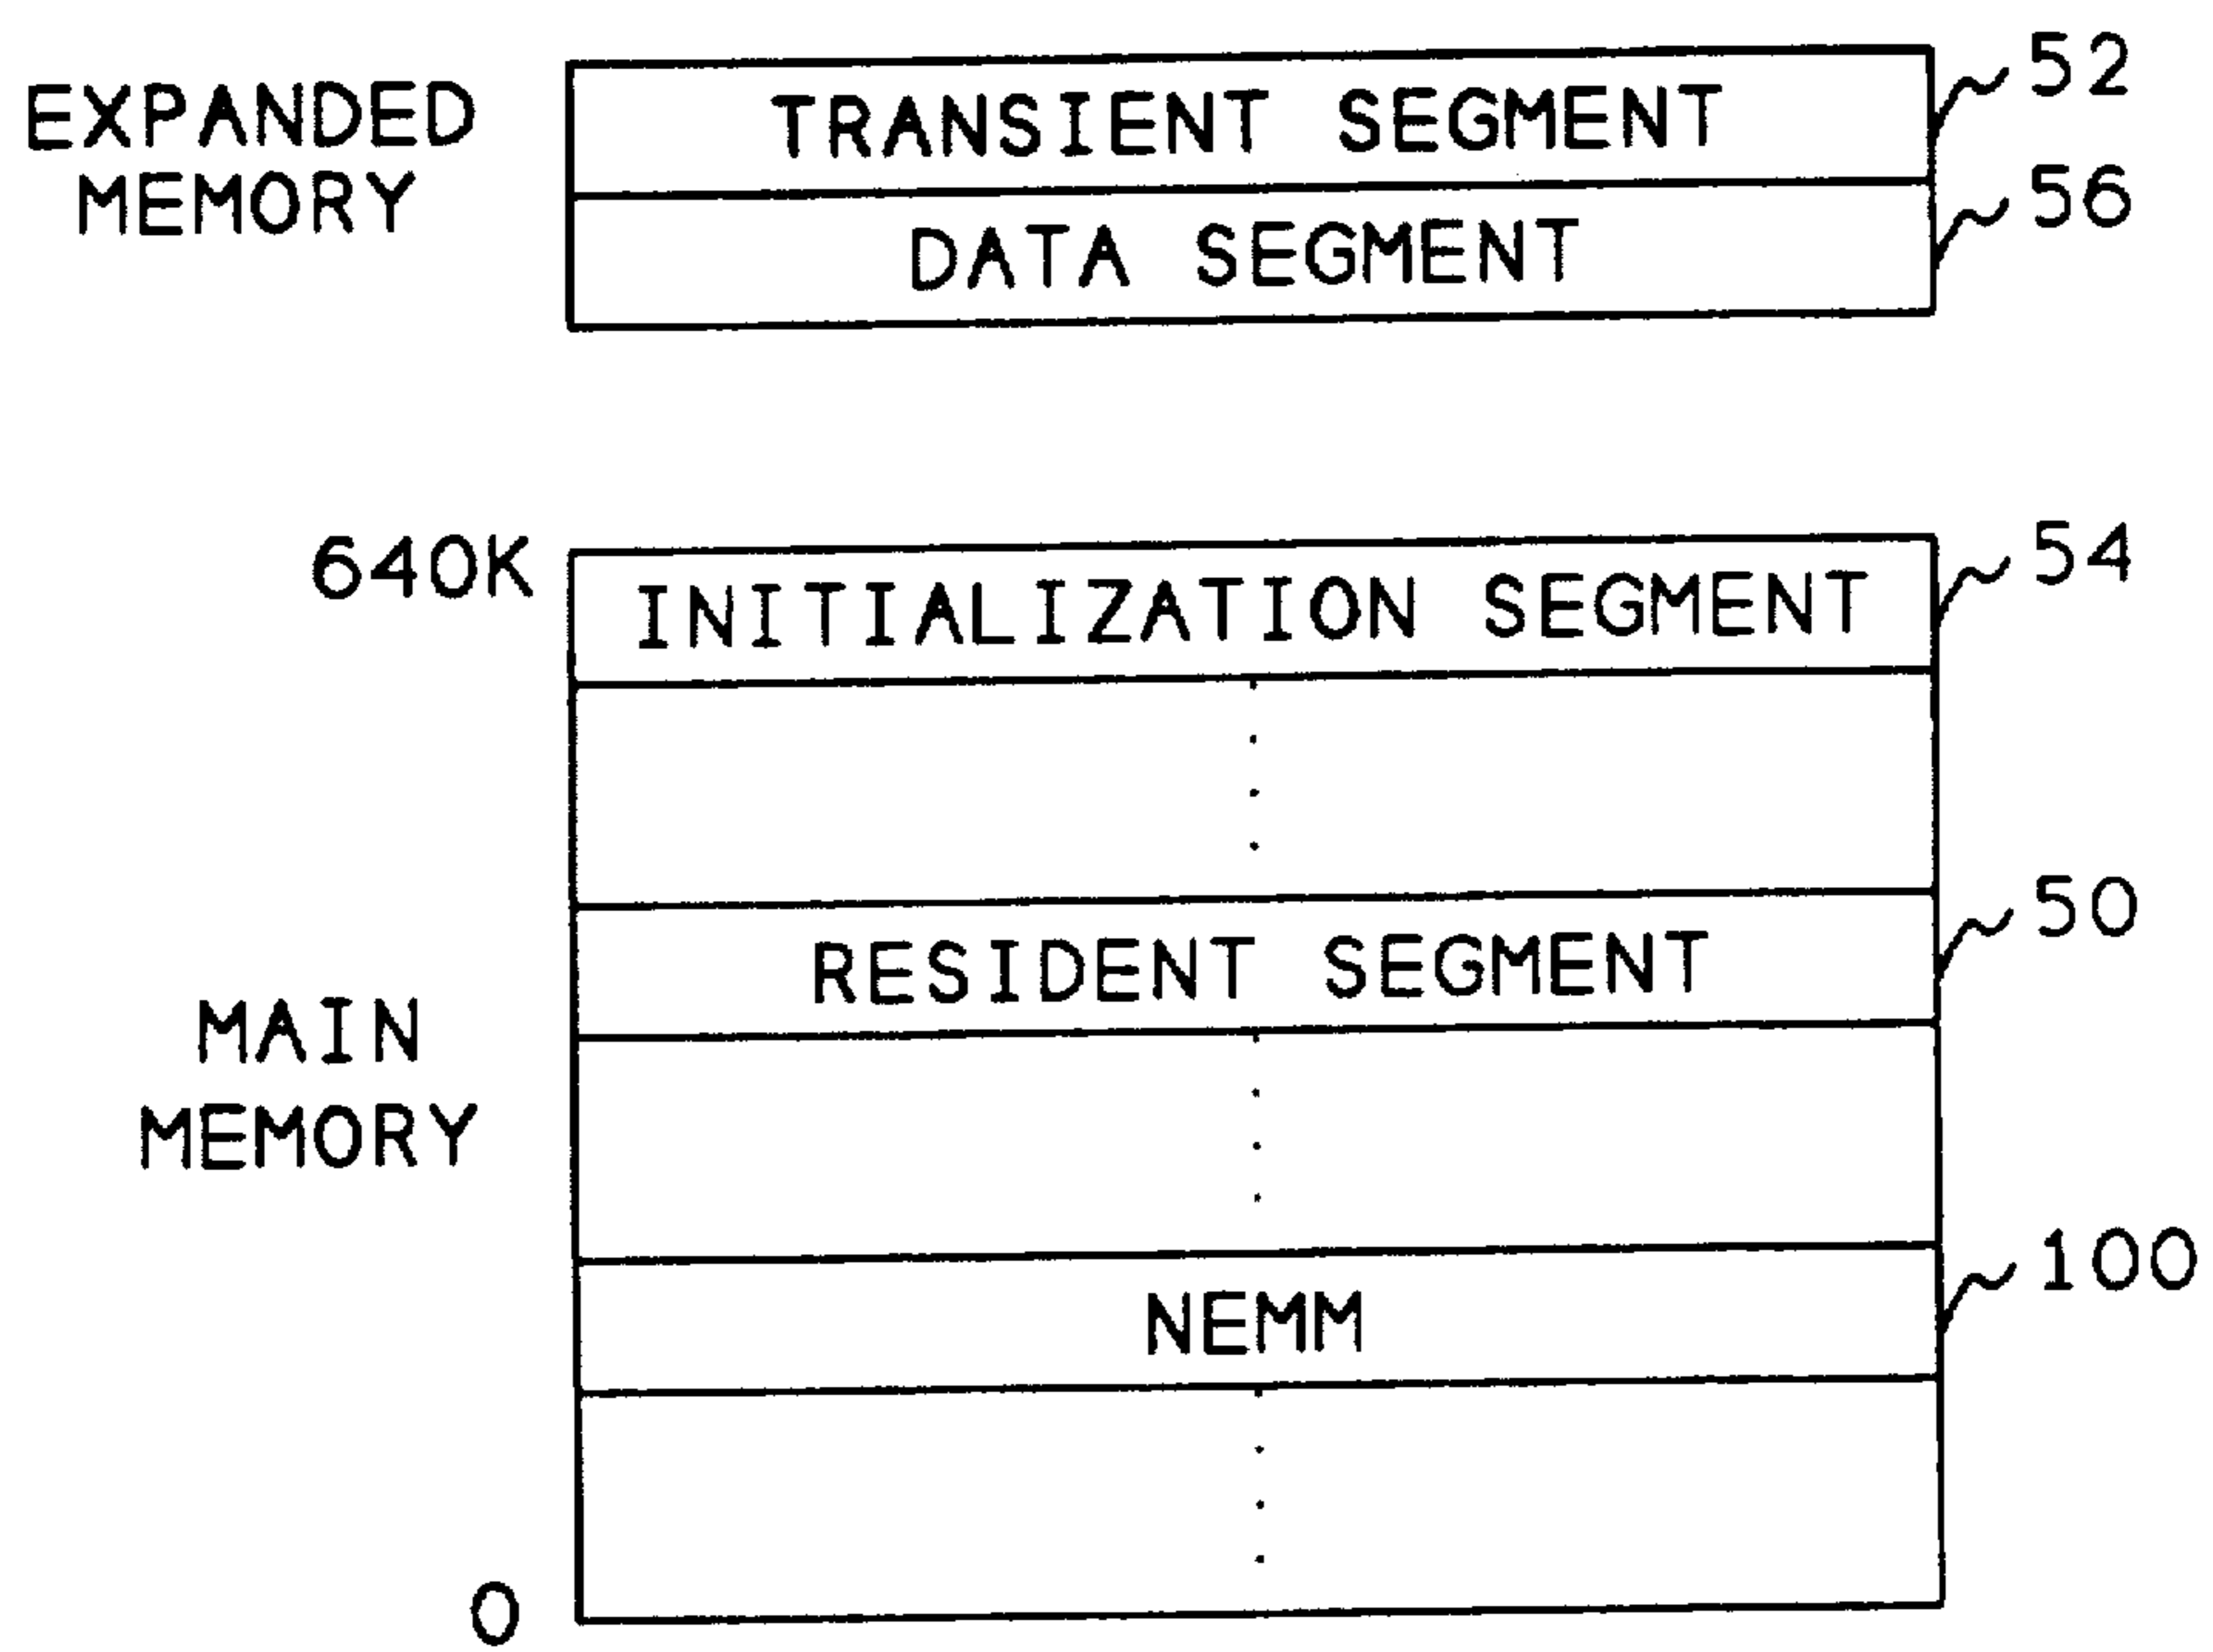 EXPANDED
MEMORY
TRANSIENT SEGMENT
52
DATA SEGMENT
56
640K
INITIALIZATION SEGMENT
54
RESIDENT SEGMENT
50
MAIN
MEMORY
NEMM
100
0